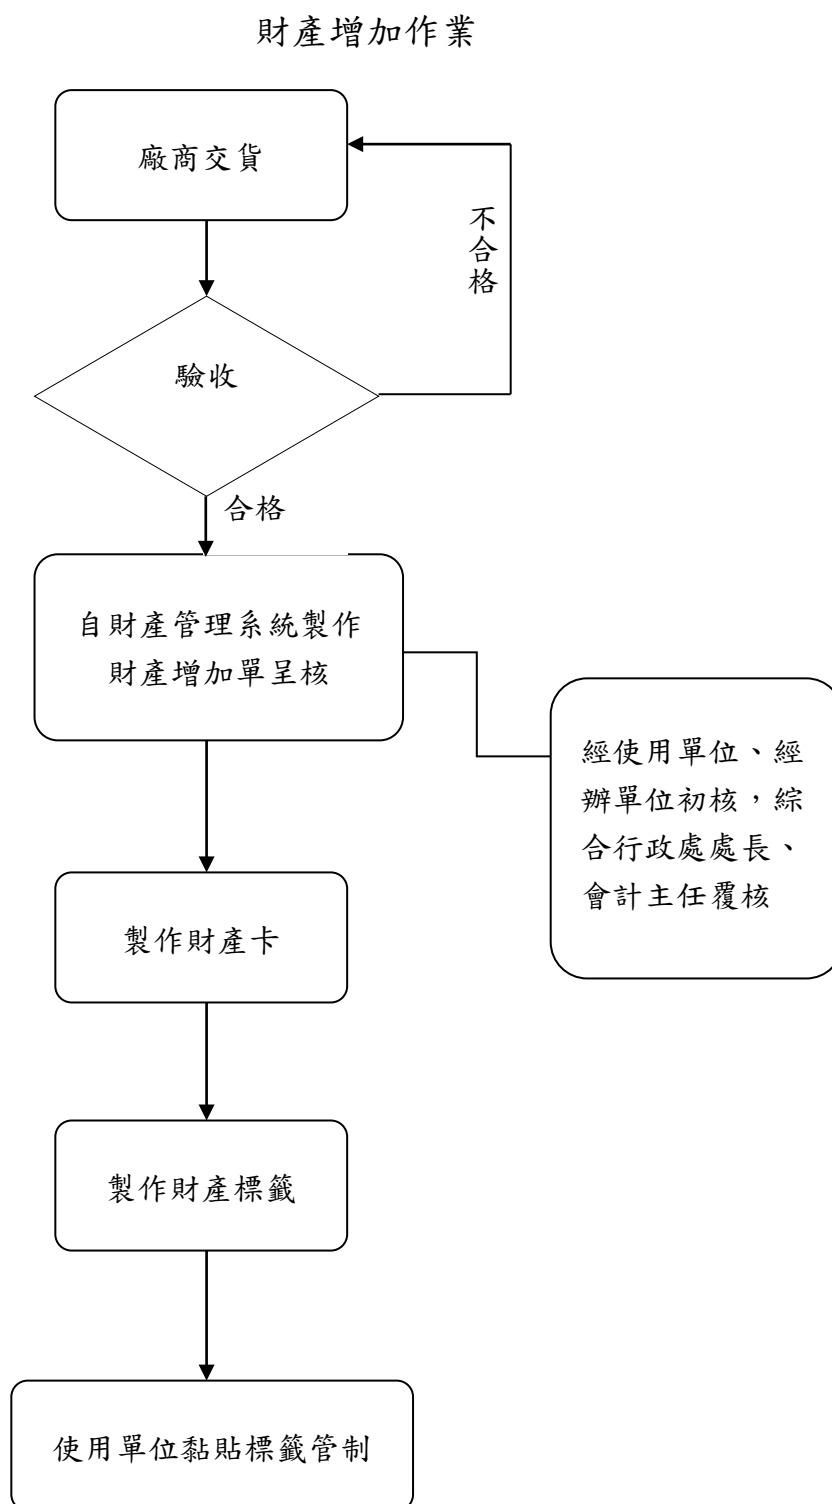 財產增加作業
廠商交貨
不合格
驗收
合格
自財產管理系統製作
財產增加單呈核
經使用單位、經
辦單位初核，綜
合行政處處長、
會計主任覆核
製作財產卡
製作財產標籤
使用單位黏貼標籤管制